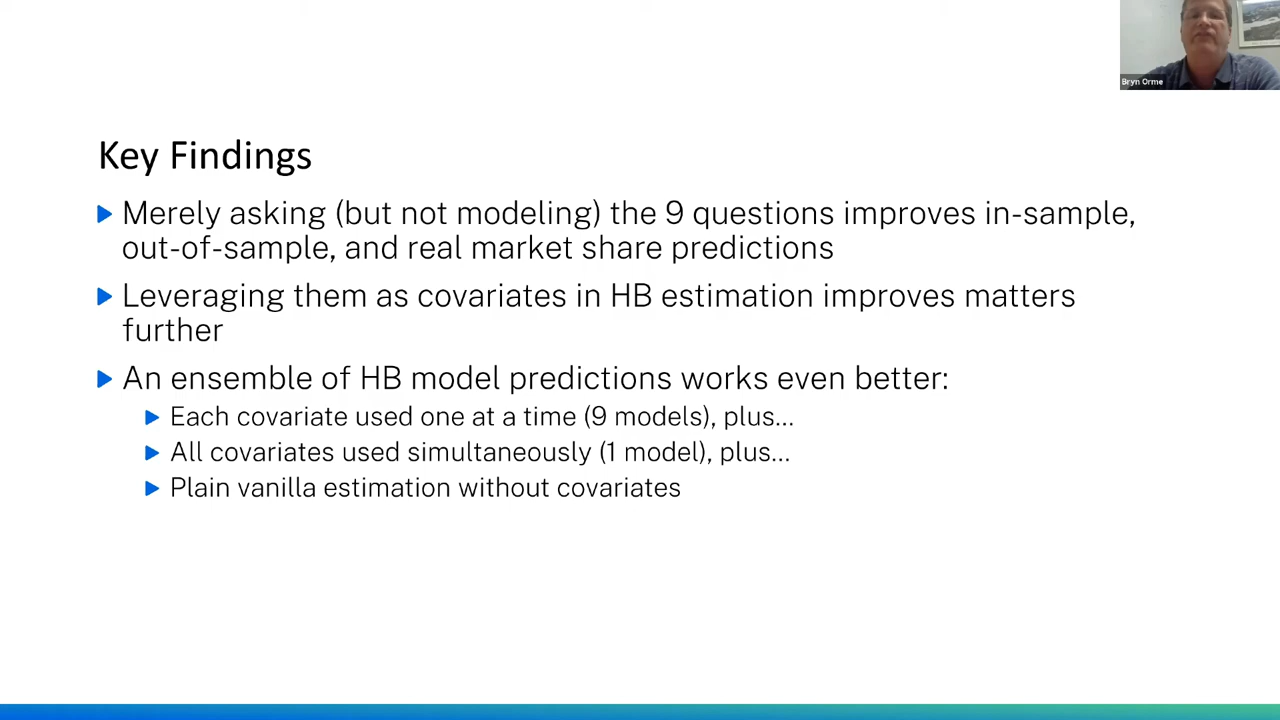 Bryn Orme
Key Findings
Merely asking (but not modeling) the 9 questions improves in-sample,
out-of-sample, and real market share predictions
Leveraging them as covariates in HB estimation improves matters
further
An ensemble of HB model predictions works even better:
Each covariate used one at a time (9 models), plus...
All covariates used simultaneously (1 model), plus...
Plain vanilla estimation without covariates